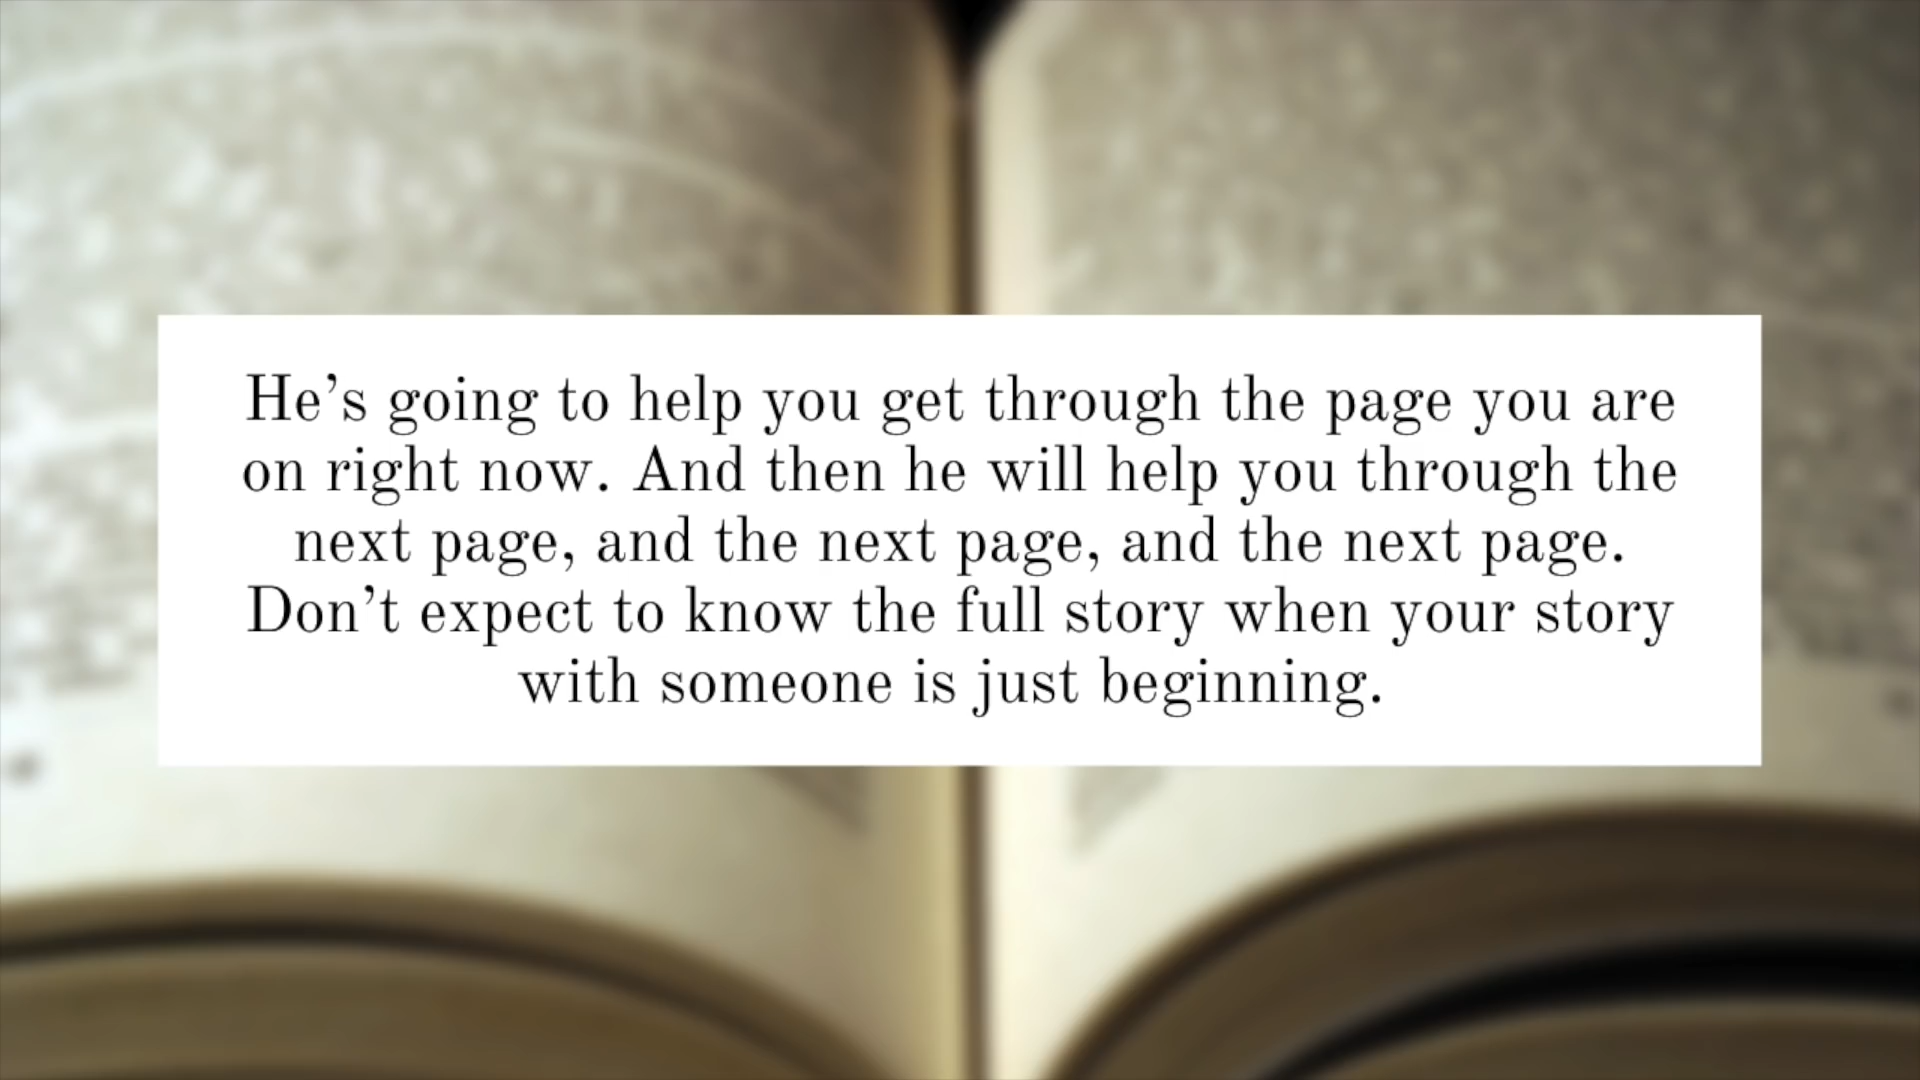 He’s going to help you get through the page you are
on right now. And then he will help you through the
next page, and the next page, and the next page.
Don’t expect to know the full story when your story
with someone is just beginning.